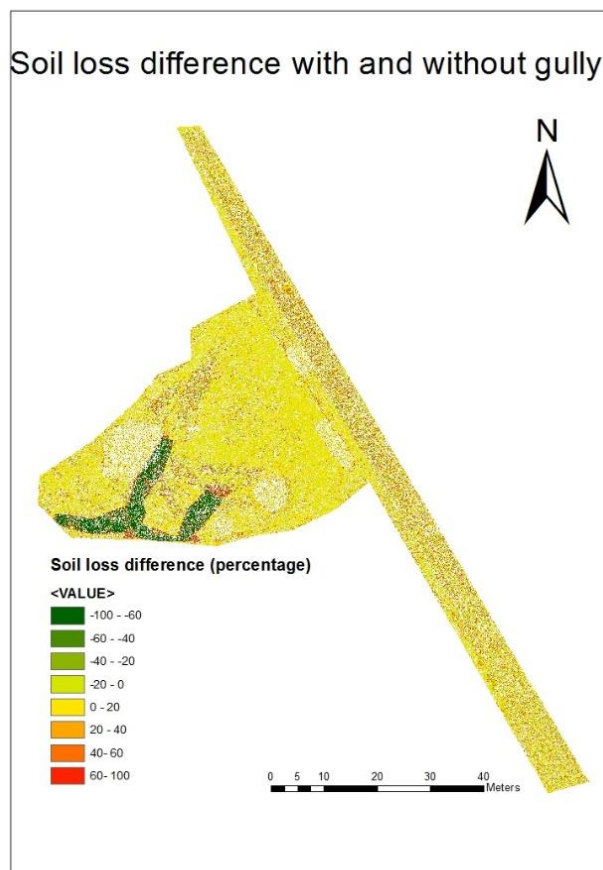 Soil loss difference with and without gully
N
Soil loss difference (percentage)
<VALUE>
-100 - -60
-60 - -40
-40 - -20
-20 - 0
0 - 20
20 - 40
40- 60
60- 100
0 5 10 20 30 40
Meters